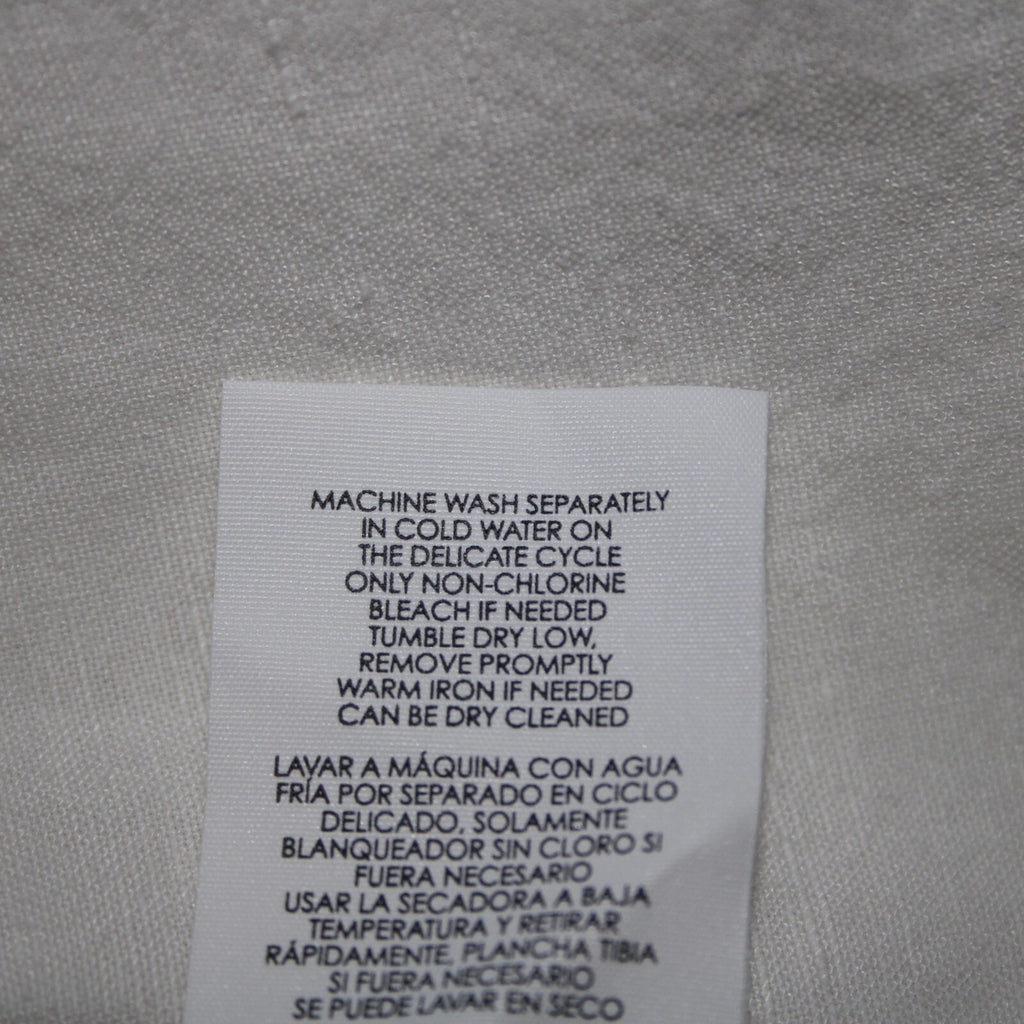 MACHINE WASH SEPARATELY
IN COLD WATER ON
THE DELICATE CYCLE
ONLY NON-CHLORINE
BLEACH IF NEEDED
TUMBLE DRY LOW,
REMOVE PROMPTLY
WARM IRON IF NEEDED
CAN BE DRY CLEANED
LAVAR A MÁQUINA CON AGUA
FRÍA POR SEPARADO EN CICLO
DELICADO, SOLAMENTE
BLANQUEADOR SIN CLORO SI
FUERA NECESARIO
USAR LA SECADORA A BAJA
TEMPERATURA Y RETIRAR
RÁPIDAMENTE, PLANCHA TIBIA
SI FUERA NECESARIO
SE PUEDE LAVAR EN SECO